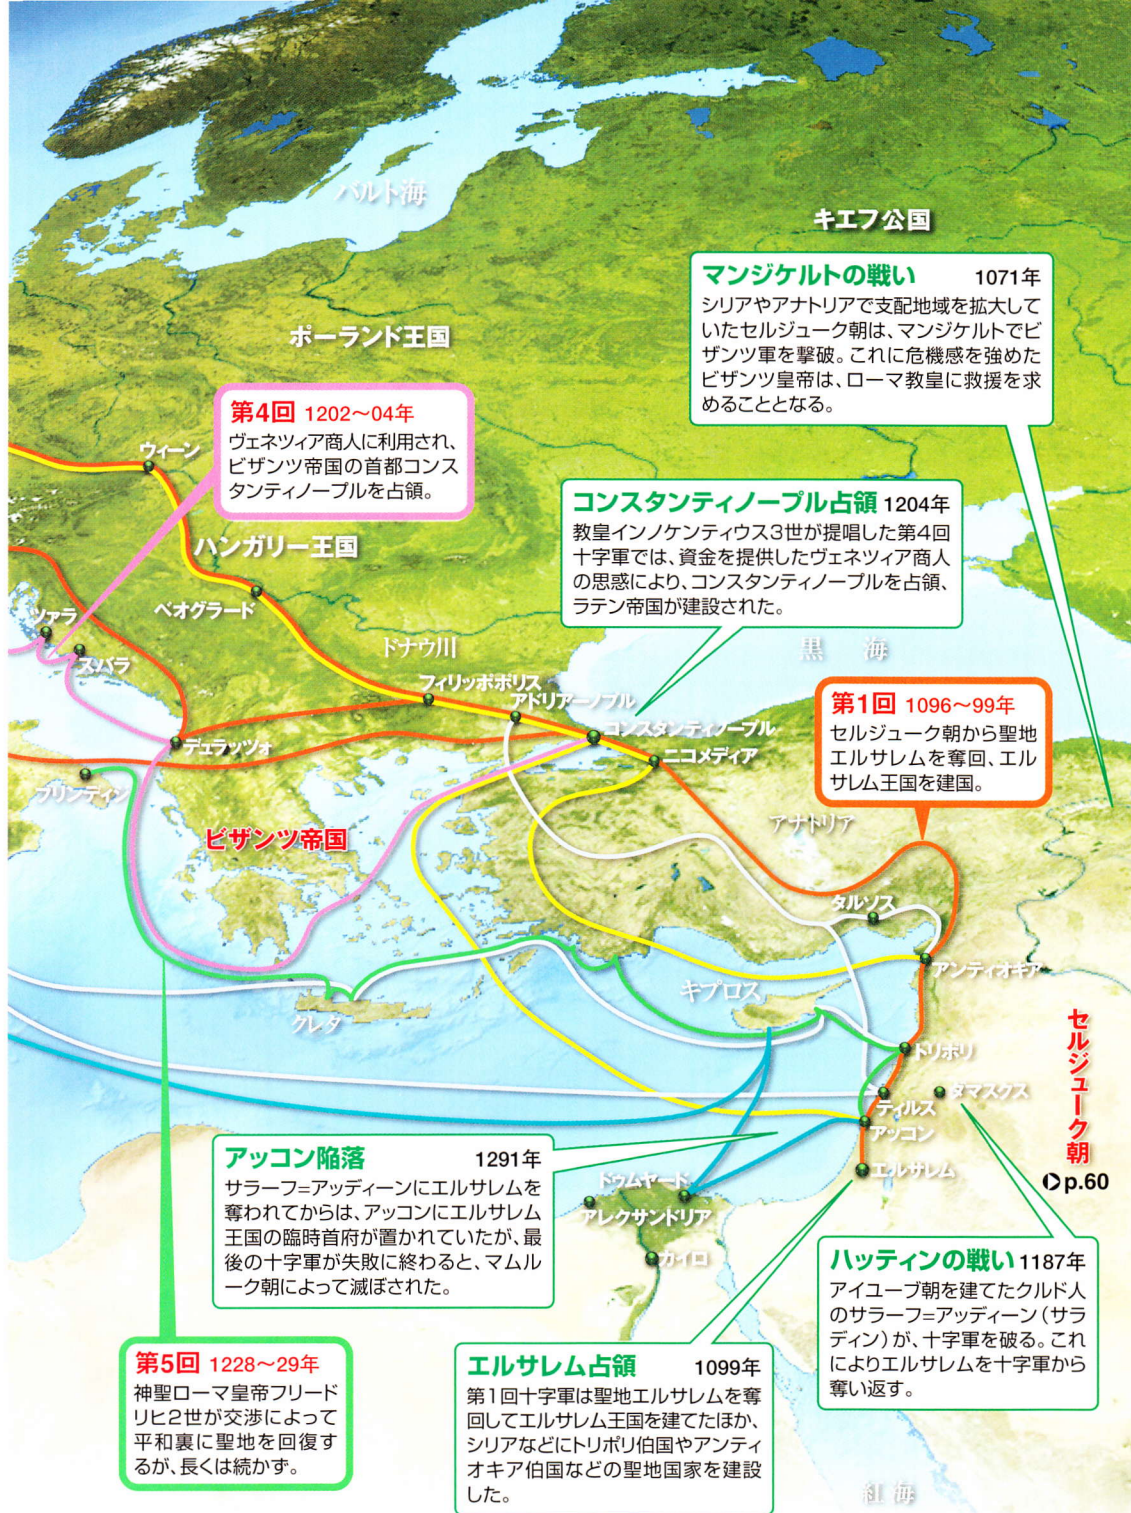 バルト海
キエフ公国
マンジケルトの戦い 1071年
シリアやアナトリアで支配地域を拡大して
いたセルジューク朝は、マンジケルトでビ
ザンツ軍を撃破。これに危機感を強めた
ビザンツ皇帝は、ローマ教皇に救援を求
めることとなる。
ポーランド王国
第4回 1202〜04年
ヴェネツィア商人に利用され、
ビザンツ帝国の首都コンス
タンティノープルを占領。
ウィーン
コンスタンティノープル占領 1204年
教皇インノケンティウス3世が提唱した第4回
十字軍では、資金を提供したヴェネツィア商人
の思惑により、コンスタンティノープルを占領、
ラテン帝国が建設された。
ハンガリー王国
ベオグラード
ツァラ
スパラ
ドナウ川
黒海
フィリッポポリス
アドリアーノプル
コンスタンティノープル
デュラッツォ
ニコメディア
第1回 1096〜99年
セルジューク朝から聖地
エルサレムを奪回、エル
サレム王国を建国。
ブリンディシ
ビザンツ帝国
アナトリア
タルソス
アンティオキア
キプロス
クレタ
トリポリ
ダマスクス
ティルス
アッコン
エルサレム
セルジューク朝
p.60
アッコン陥落 1291年
サラーフ=アッディーンにエルサレムを
奪われてからは、アッコンにエルサレム
王国の臨時首府が置かれていたが、最
後の十字軍が失敗に終わると、マムル
ーク朝によって滅ぼされた。
ドゥムヤード
アレクサンドリア
カイロ
ハッティンの戦い 1187年
アイユーブ朝を建てたクルド人
のサラーフ=アッディーン(サラ
ディン)が、十字軍を破る。これ
によりエルサレムを十字軍から
奪い返す。
第5回 1228〜29年
神聖ローマ皇帝フリード
リヒ2世が交渉によって
平和裏に聖地を回復す
るが、長くは続かず。
エルサレム占領 1099年
第1回十字軍は聖地エルサレムを奪
回してエルサレム王国を建てたほか、
シリアなどにトリポリ伯国やアンティ
オキア伯国などの聖地国家を建設
した。
紅海